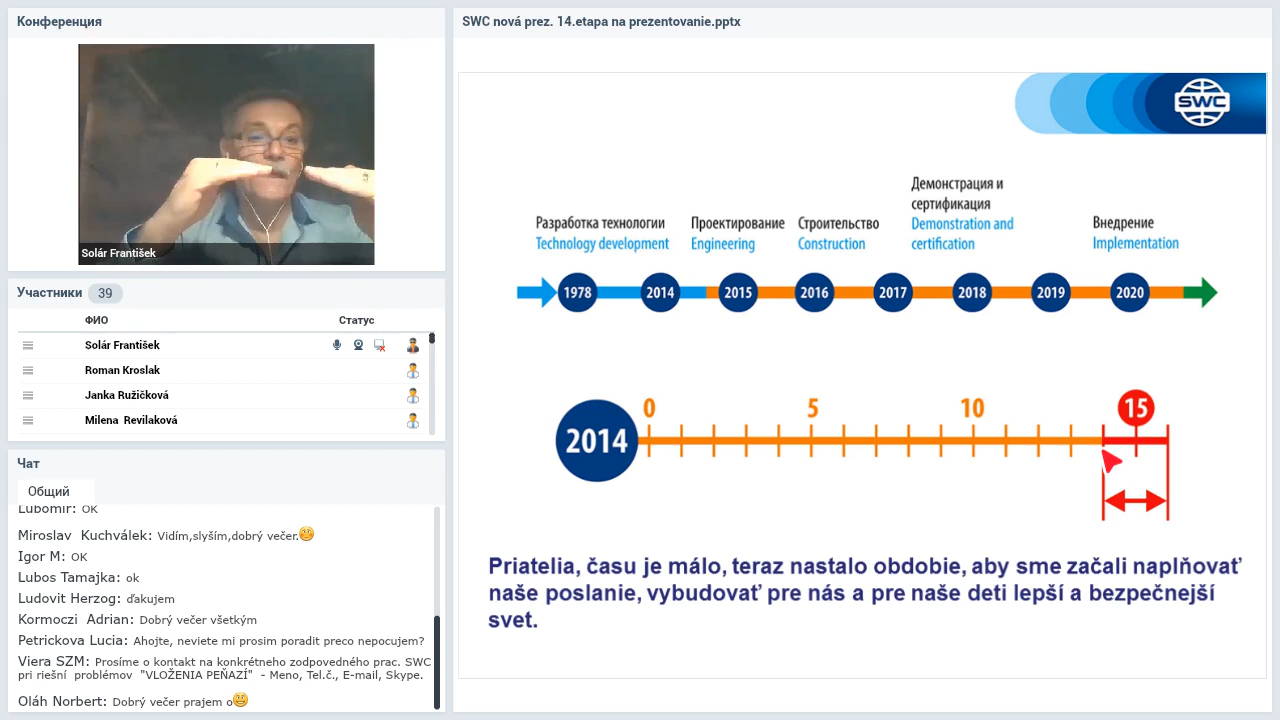 Конференция
Solár František
Участники 39
ФИО Статус
Solár František
Roman Kroslak
Janka Ružičková
Milena Revilaková
Чат
Общий
Lubomir: OK
Miroslav Kuchválek: Vidím,slyším,dobrý večer.
Igor M: OK
Lubos Tamajka: ok
Ludovit Herzog: ďakujem
Kormoczi Adrian: Dobrý večer všetkým
Petrickova Lucia: Ahojte, neviete mi prosim poradit preco nepocujem?
Viera SZM: Prosíme o kontakt na konkrétneho zodpovedného prac. SWC
pri riešní problémov "VLOŽENIA PEŇAZÍ" - Meno, Tel.č., E-mail, Skype.
Oláh Norbert: Dobrý večer prajem o
SWC nová prez. 14.etapa na prezentovanie.pptx
SWC
Разработка технологии
Technology development
Проектирование
Engineering
Строительство
Construction
Демонстрация и
сертификация
Demonstration and
certification
Внедрение
Implementation
1978 2014 2015 2016 2017 2018 2019 2020
0 5 10 15
2014
Priatelia, času je málo, teraz nastalo obdobie, aby sme začali naplňovať
naše poslanie, vybudovať pre nás a pre naše deti lepší a bezpečnejší
svet.